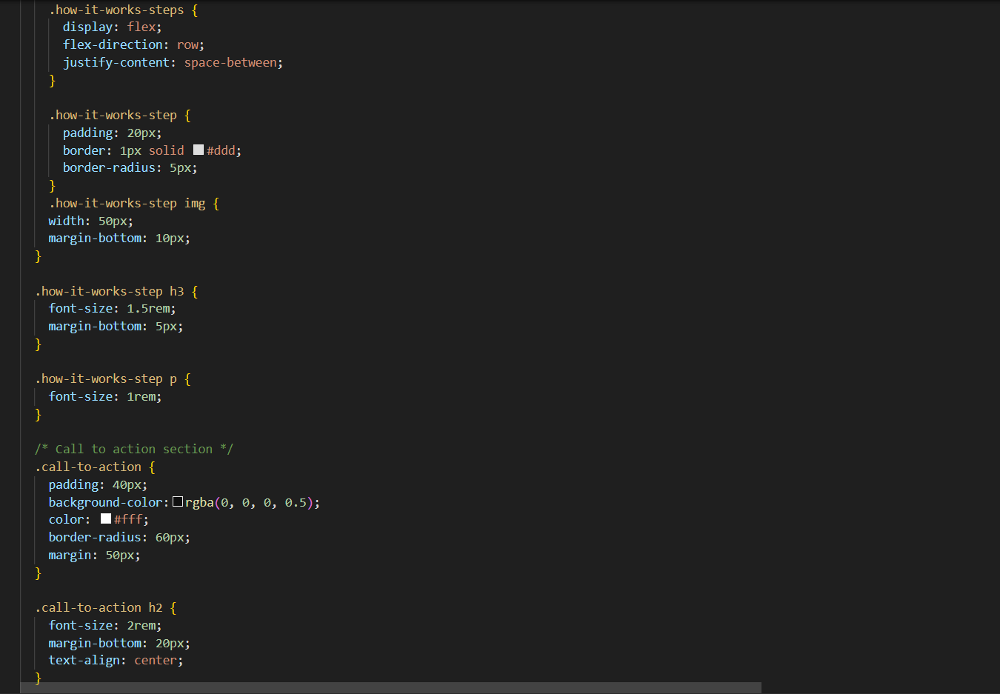 .how-it-works-steps {
display: flex;
flex-direction: row;
justify-content: space-between;
}
.how-it-works-step {
padding: 20px;
border: 1px solid #ddd;
border-radius: 5px;
}
.how-it-works-step img {
width: 50px;
margin-bottom: 10px;
}
.how-it-works-step h3 {
font-size: 1.5rem;
margin-bottom: 5px;
}
.how-it-works-step p {
font-size: 1rem;
}
/* Call to action section */
.call-to-action {
padding: 40px;
background-color: rgba(0, 0, 0, 0.5);
color: #fff;
border-radius: 60px;
margin: 50px;
}
.call-to-action h2 {
font-size: 2rem;
margin-bottom: 20px;
text-align: center;
}